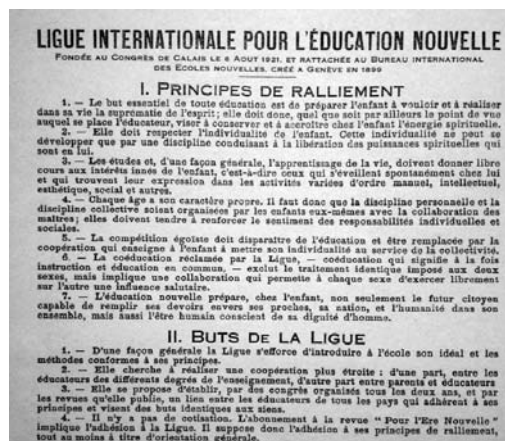 LIGUE INTERNATIONALE POUR L'ÉDUCATION NOUVELLE
FONDÉE AU CONGRÈS DE CALAIS LE 6 AOUT 1921, ET RATTACHÉE AU BUREAU INTERNATIONAL
DES ECOLES NOUVELLES, CRÉÉ A GENÈVE EN 1899
I. PRINCIPES DE RALLIEMENT
1. — Le but essentiel de toute éducation est de préparer l'enfant à vouloir et à réaliser
dans sa vie la suprématie de l'esprit; elle doit donc, quel que soit par ailleurs le point de vue
auquel se place l'éducateur, viser à conserver et à accroître chez l'enfant l'énergie spirituelle.
2. — Elle doit respecter l'individualité de l'enfant. Cette individualité ne peut se
développer que par une discipline conduisant à la libération des puissances spirituelles qui
sont en lui.
3. — Les études et, d'une façon générale, l'apprentissage de la vie, doivent donner libre
cours aux intérêts innés de l'enfant, c'est-à-dire ceux qui s'éveillent spontanément chez lui
et qui trouvent leur expression dans les activités variées d'ordre manuel, intellectuel,
esthétique, social et autres.
4. — Chaque âge a son caractère propre. Il faut donc que la discipline personnelle et la
discipline collective soient organisées par les enfants eux-mêmes avec la collaboration des
maîtres; elles doivent tendre à renforcer le sentiment des responsabilités individuelles et
sociales.
5. — La compétition égoïste doit disparaître de l'éducation et être remplacée par la
coopération qui enseigne à l'enfant à mettre son individualité au service de la collectivité.
6. — La coéducation réclamée par la Ligue, — coéducation qui signifie à la fois
instruction et éducation en commun, — exclut le traitement identique imposé aux deux
sexes, mais implique une collaboration qui permette à chaque sexe d'exercer librement
sur l'autre une influence salutaire.
7. — L'éducation nouvelle prépare, chez l'enfant, non seulement le futur citoyen
capable de remplir ses devoirs envers ses proches, sa nation, et l'humanité dans son
ensemble, mais aussi l'être humain conscient de sa dignité d'homme.
II. BUTS DE LA LIGUE
1. — D'une façon générale la Ligue s'efforce d'introduire à l'école son idéal et les
méthodes conformes à ses principes.
2. — Elle cherche à réaliser une coopération plus étroite : d'une part, entre les
éducateurs des différents degrés de l'enseignement, d'autre part entre parents et éducateurs
3. — Elle se propose d'établir, par des congrès organisés tous les deux ans, et par
les revues qu'elle publie, un lien entre les éducateurs de tous les pays qui adhèrent à ses
principes et visent des buts identiques aux siens.
4. — Il n'y a pas de cotisation. L'abonnement à la revue " Pour l'Ere Nouvelle "
implique l'adhésion à la Ligue. Il suppose donc l'adhésion à ses principes de ralliement,
tout au moins à titre d'orientation générale.